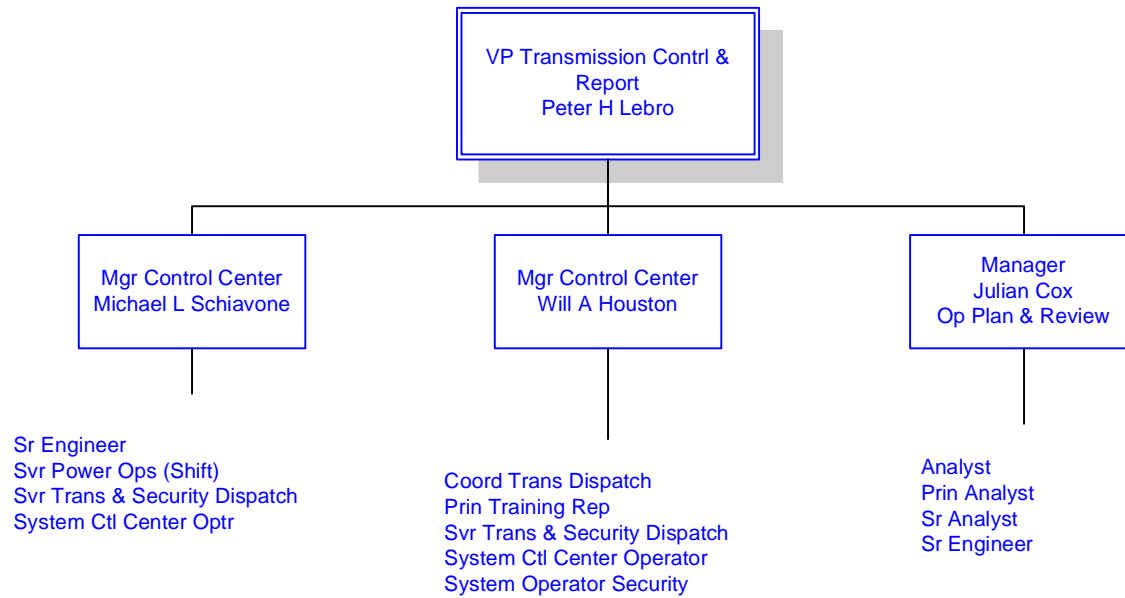 VP Transmission Contrl &
Report
Peter H Lebro
Mgr Control Center
Michael L Schiavone
Mgr Control Center
Will A Houston
Manager
Julian Cox
Op Plan & Review
Sr Engineer
Svr Power Ops (Shift)
Svr Trans & Security Dispatch
System Ctl Center Optr
Coord Trans Dispatch
Prin Training Rep
Svr Trans & Security Dispatch
System Ctl Center Operator
System Operator Security
Analyst
Prin Analyst
Sr Analyst
Sr Engineer